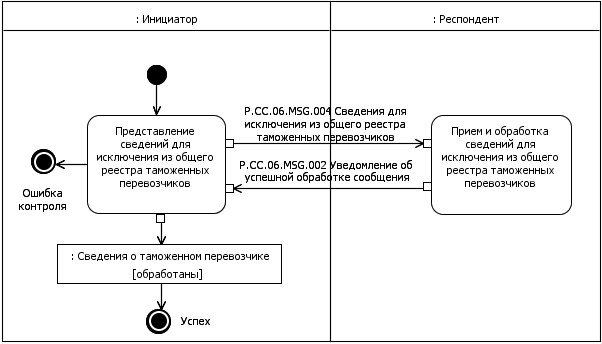 : Инициатор
: Респондент
P.CC.06.MSG.004 Сведения для
исключения из общего реестра
таможенных перевозчиков
Представление
сведений для
исключения из общего
реестра таможенных
перевозчиков
Прием и обработка
сведений для
исключения из общего
реестра таможенных
перевозчиков
P.CC.06.MSG.002 Уведомление об
успешной обработке сообщения
Ошибка
контроля
: Сведения о таможенном перевозчике
[обработаны]
Успех